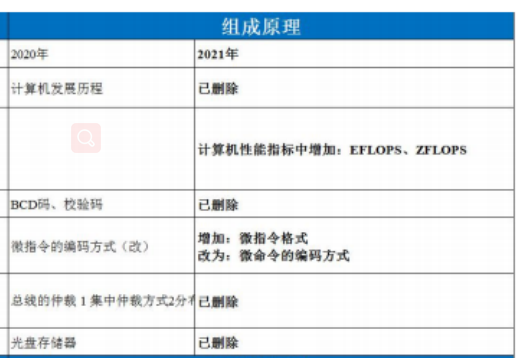 组成原理
2020年
2021年
计算机发展历程
已删除
计算机性能指标中增加：EFLOPS、ZFLOPS
BCD码、校验码
已删除
微指令的编码方式（改）
增加：微指令格式
改为：微命令的编码方式
总线的仲裁 1 集中仲裁方式2分
已删除
光盘存储器
已删除